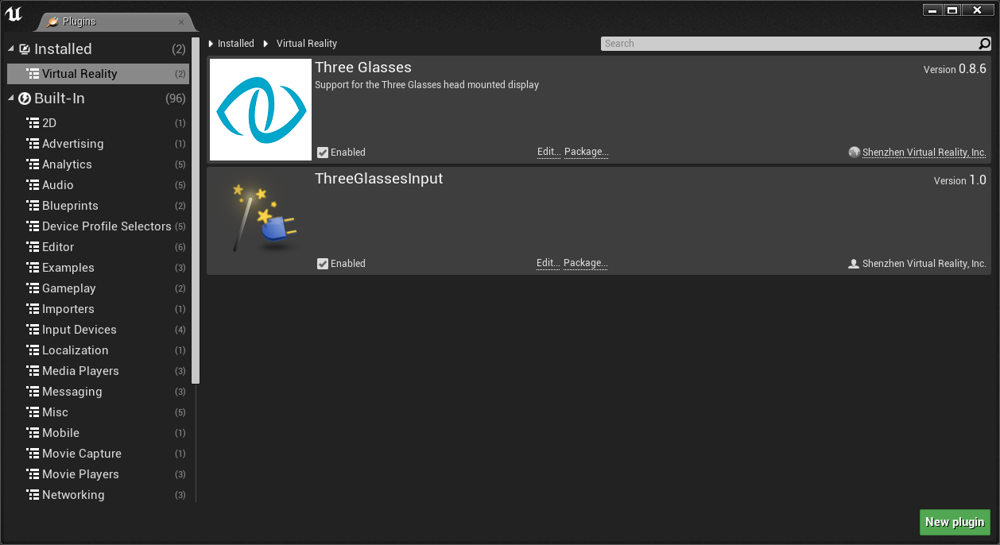 Plugins
Installed (2)
Virtual Reality (2)
Built-In (96)
2D (1)
Advertising (1)
Analytics (5)
Audio (5)
Blueprints (2)
Device Profile Selectors (5)
Editor (6)
Examples (3)
Gameplay (2)
Importers (1)
Input Devices (4)
Localization (1)
Media Players (3)
Messaging (3)
Misc (5)
Mobile (1)
Movie Capture (1)
Movie Players (3)
Networking (3)
Installed Virtual Reality
Search
Three Glasses Version 0.8.6
Support for the Three Glasses head mounted display
Enabled Edit... Package... Shenzhen Virtual Reality, Inc.
ThreeGlassesInput Version 1.0
Enabled Edit... Package... Shenzhen Virtual Reality, Inc.
New plugin